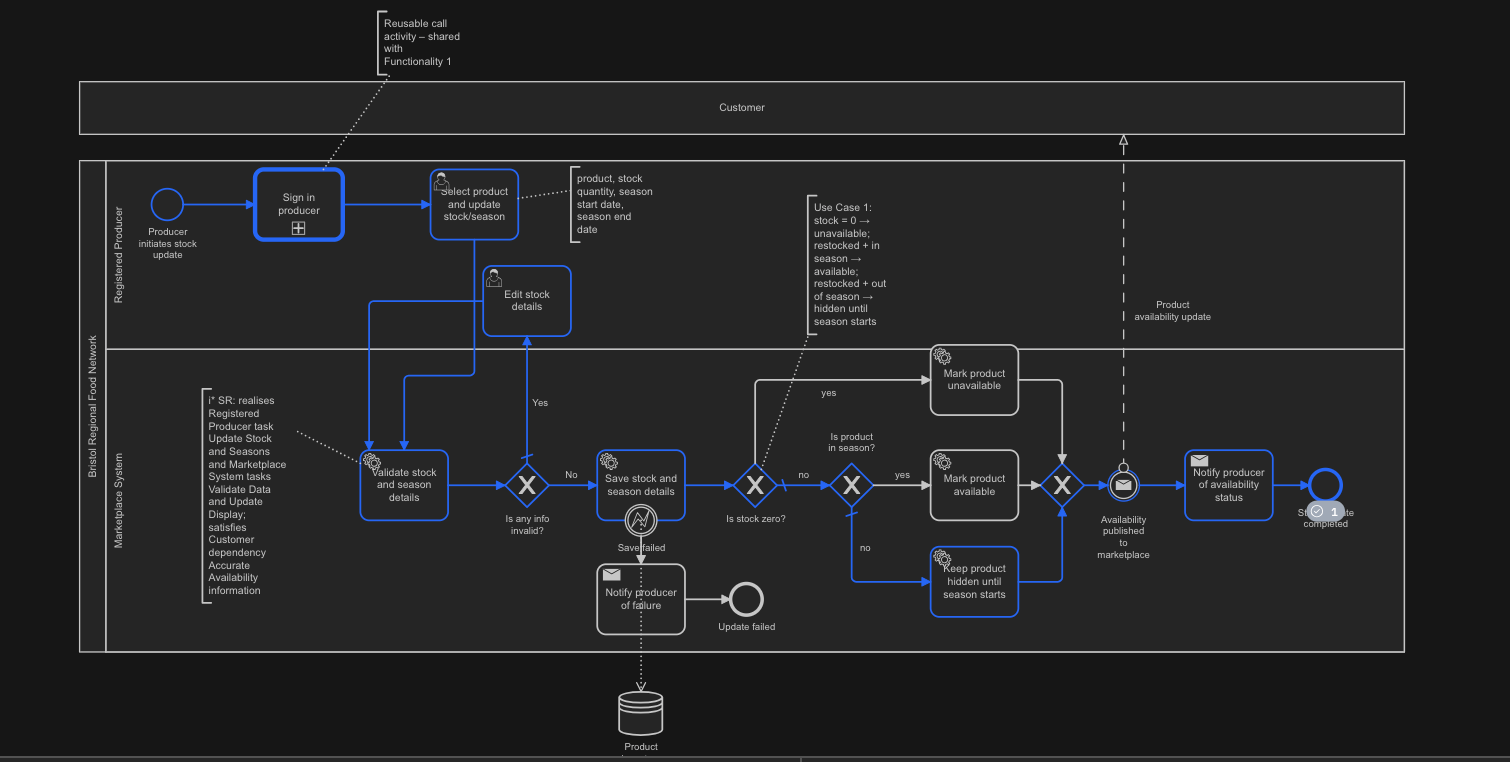 Reusable call
activity – shared
with
Functionality 1
Customer
Bristol Regional Food Network
Registered Producer
Producer
initiates stock
update
Sign in
producer
Select product
and update
stock/season
product, stock
quantity, season
start date,
season end
date
Edit stock
details
Use Case 1:
stock = 0 →
unavailable;
restocked + in
season →
available;
restocked + out
of season →
hidden until
season starts
Product
availability update
Marketplace System
i* SR: realises
Registered
Producer task
Update Stock
and Seasons
and Marketplace
System tasks
Validate Data
and Update
Display;
satisfies
Customer
dependency
Accurate
Availability
information
Validate stock
and season
details
Yes
Is any info
invalid?
No
Save stock and
season details
Save failed
Notify producer
of failure
Update failed
Is stock zero?
yes
no
Is product
in season?
yes
no
Mark product
unavailable
Mark product
available
Keep product
hidden until
season starts
Availability
published
to
marketplace
Notify producer
of availability
status
1
completed
Product